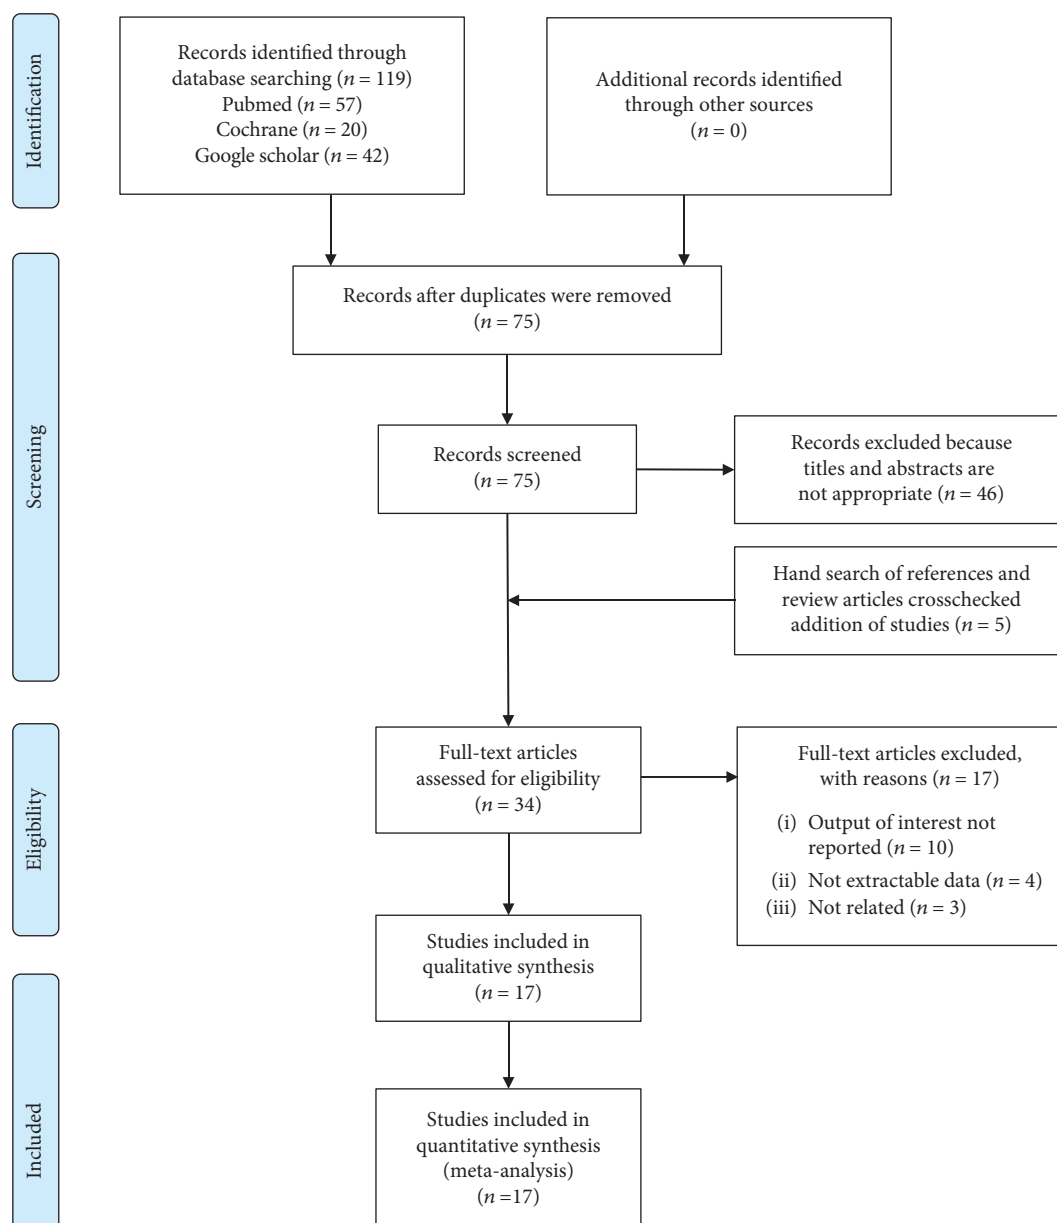 Identification
Records identified through
database searching (n = 119)
Pubmed (n = 57)
Cochrane (n = 20)
Google scholar (n = 42)
Additional records identified
through other sources
(n = 0)
Screening
Records after duplicates were removed
(n = 75)
Records screened
(n = 75)
Records excluded because
titles and abstracts are
not appropriate (n = 46)
Hand search of references and
review articles crosschecked
addition of studies (n = 5)
Eligibility
Full-text articles
assessed for eligibility
(n = 34)
Full-text articles excluded,
with reasons (n = 17)
(i) Output of interest not
reported (n = 10)
(ii) Not extractable data (n = 4)
(iii) Not related (n = 3)
Studies included in
qualitative synthesis
(n = 17)
Included
Studies included in
quantitative synthesis
(meta-analysis)
(n =17)